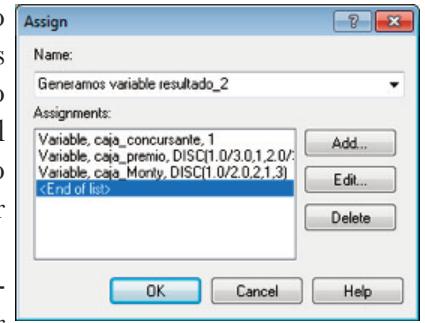 o
s
o
l
o
r
-
r
Assign
Name:
Generamos variable resultado_2
Assignments:
Variable, caja_concursante, 1
Variable, caja_premio, DISC(1.0/3.0,1,2.0/
Variable, caja_Monty, DISC(1.0/2.0,2,1,3)
<End of list>
Add...
Edit...
Delete
OK Cancel Help